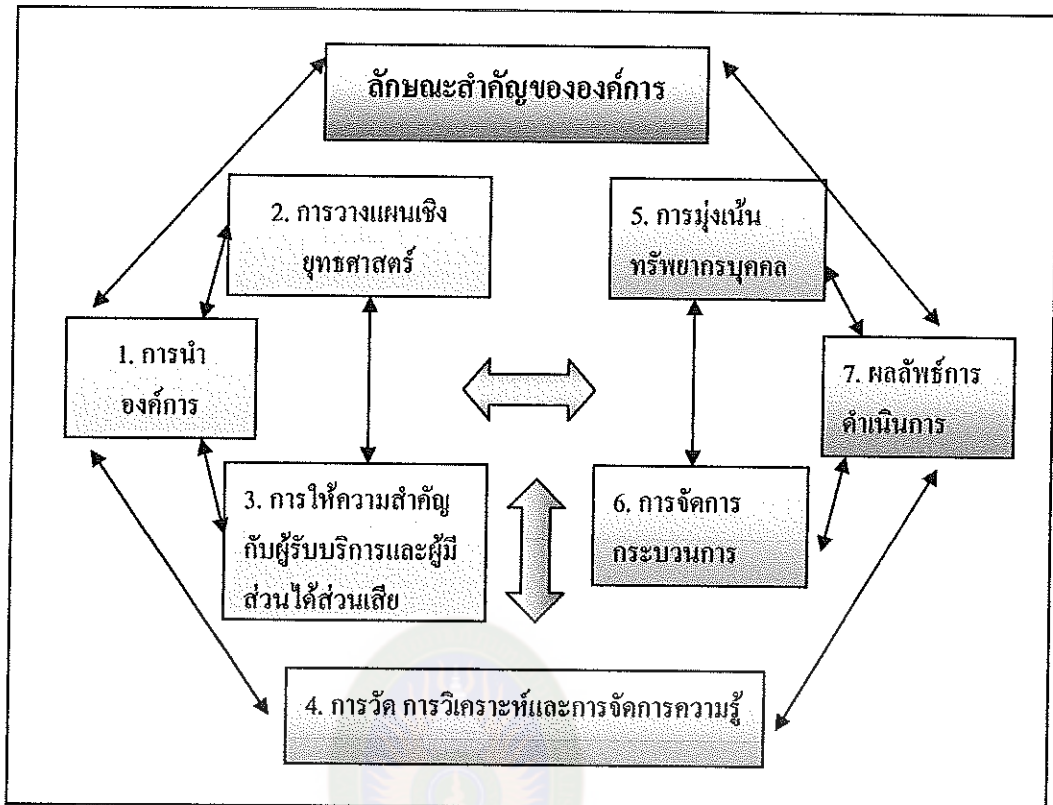 ลักษณะสำคัญขององค์การ
2. การวางแผนเชิง
ยุทธศาสตร์
5. การมุ่งเน้น
ทรัพยากรบุคคล
1. การนำ
องค์การ
7. ผลลัพธ์การ
ดำเนินการ
3. การให้ความสำคัญ
กับผู้รับบริการและผู้มี
ส่วนได้ส่วนเสีย
6. การจัดการ
กระบวนการ
4. การวัด การวิเคราะห์และการจัดการความรู้